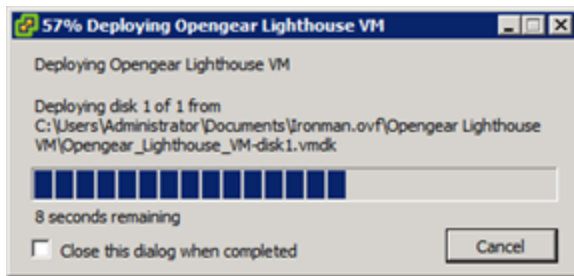 57% Deploying Opengear Lighthouse VM
Deploying Opengear Lighthouse VM
Deploying disk 1 of 1 from
C:\Users\Administrator\Documents\Ironman.ovf\Opengear Lighthouse
VM\Opengear_Lighthouse_VM-disk1.vmdk
8 seconds remaining
Close this dialog when completed
Cancel